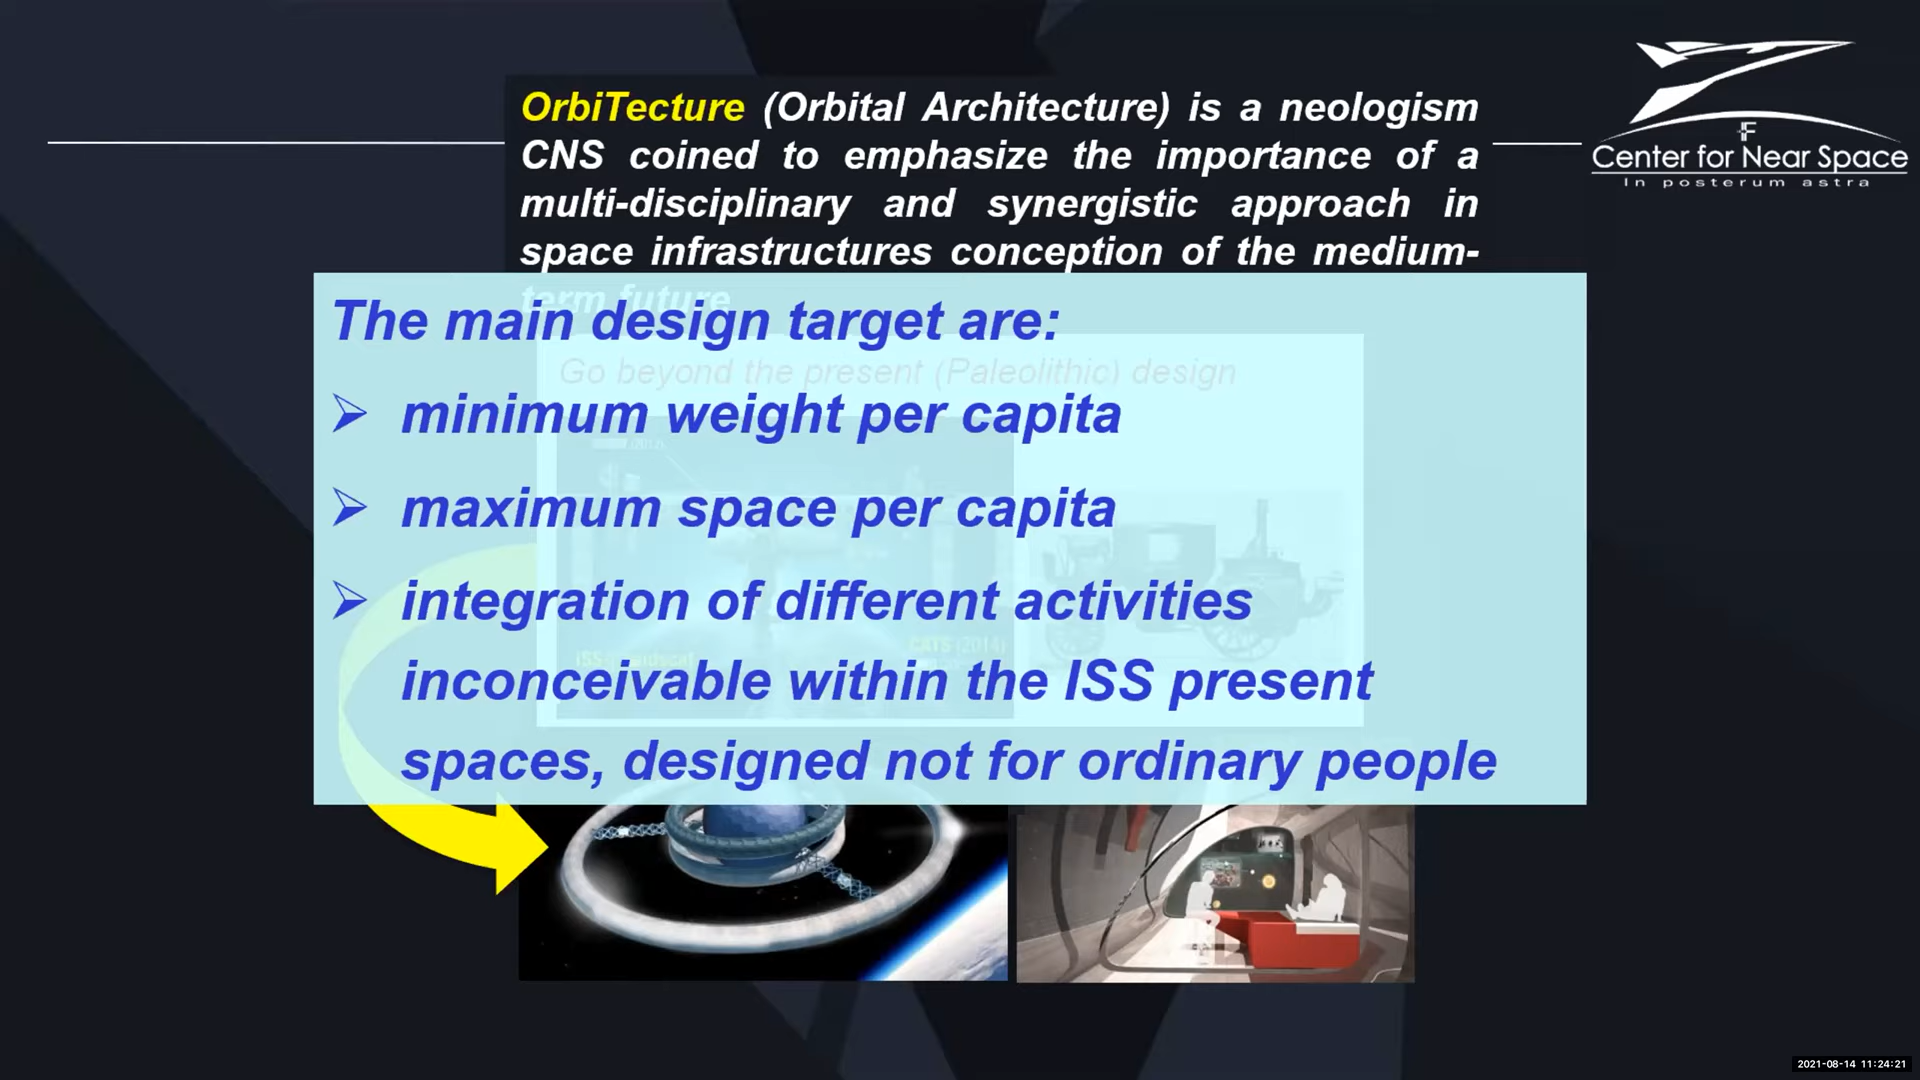 OrbiTecture (Orbital Architecture) is a neologism
CNS coined to emphasize the importance of a
multi-disciplinary and synergistic approach in
space infrastructures conception of the medium-
term future
F
Center for Near Space
In posterum astra
The main design target are:
Go beyond the present (Paleolithic) design
➢ minimum weight per capita
➢ maximum space per capita
➢ integration of different activities
inconceivable within the ISS present
spaces, designed not for ordinary people
CRTS (2014)
2021-08-14 11:24:21